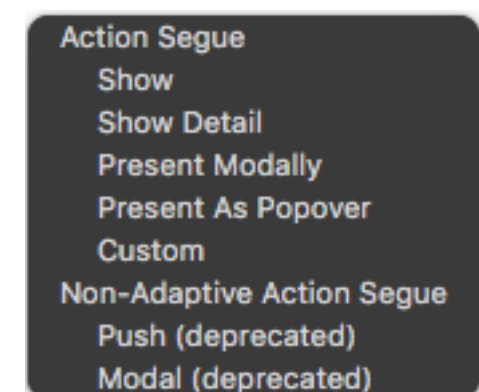 Action Segue
Show
Show Detail
Present Modally
Present As Popover
Custom
Non-Adaptive Action Segue
Push (deprecated)
Modal (deprecated)